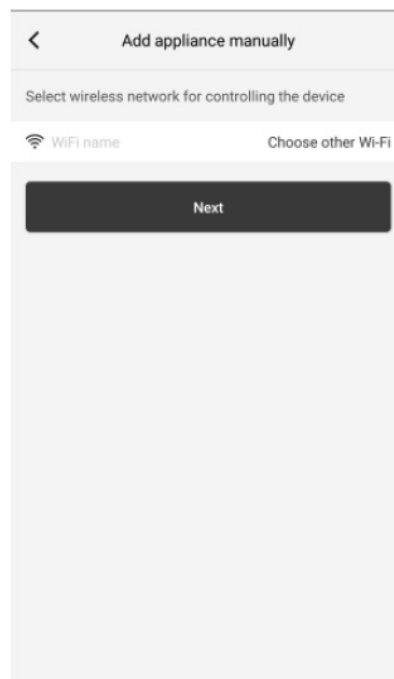 Add appliance manually
Select wireless network for controlling the device
WiFi name Choose other Wi-Fi
Next